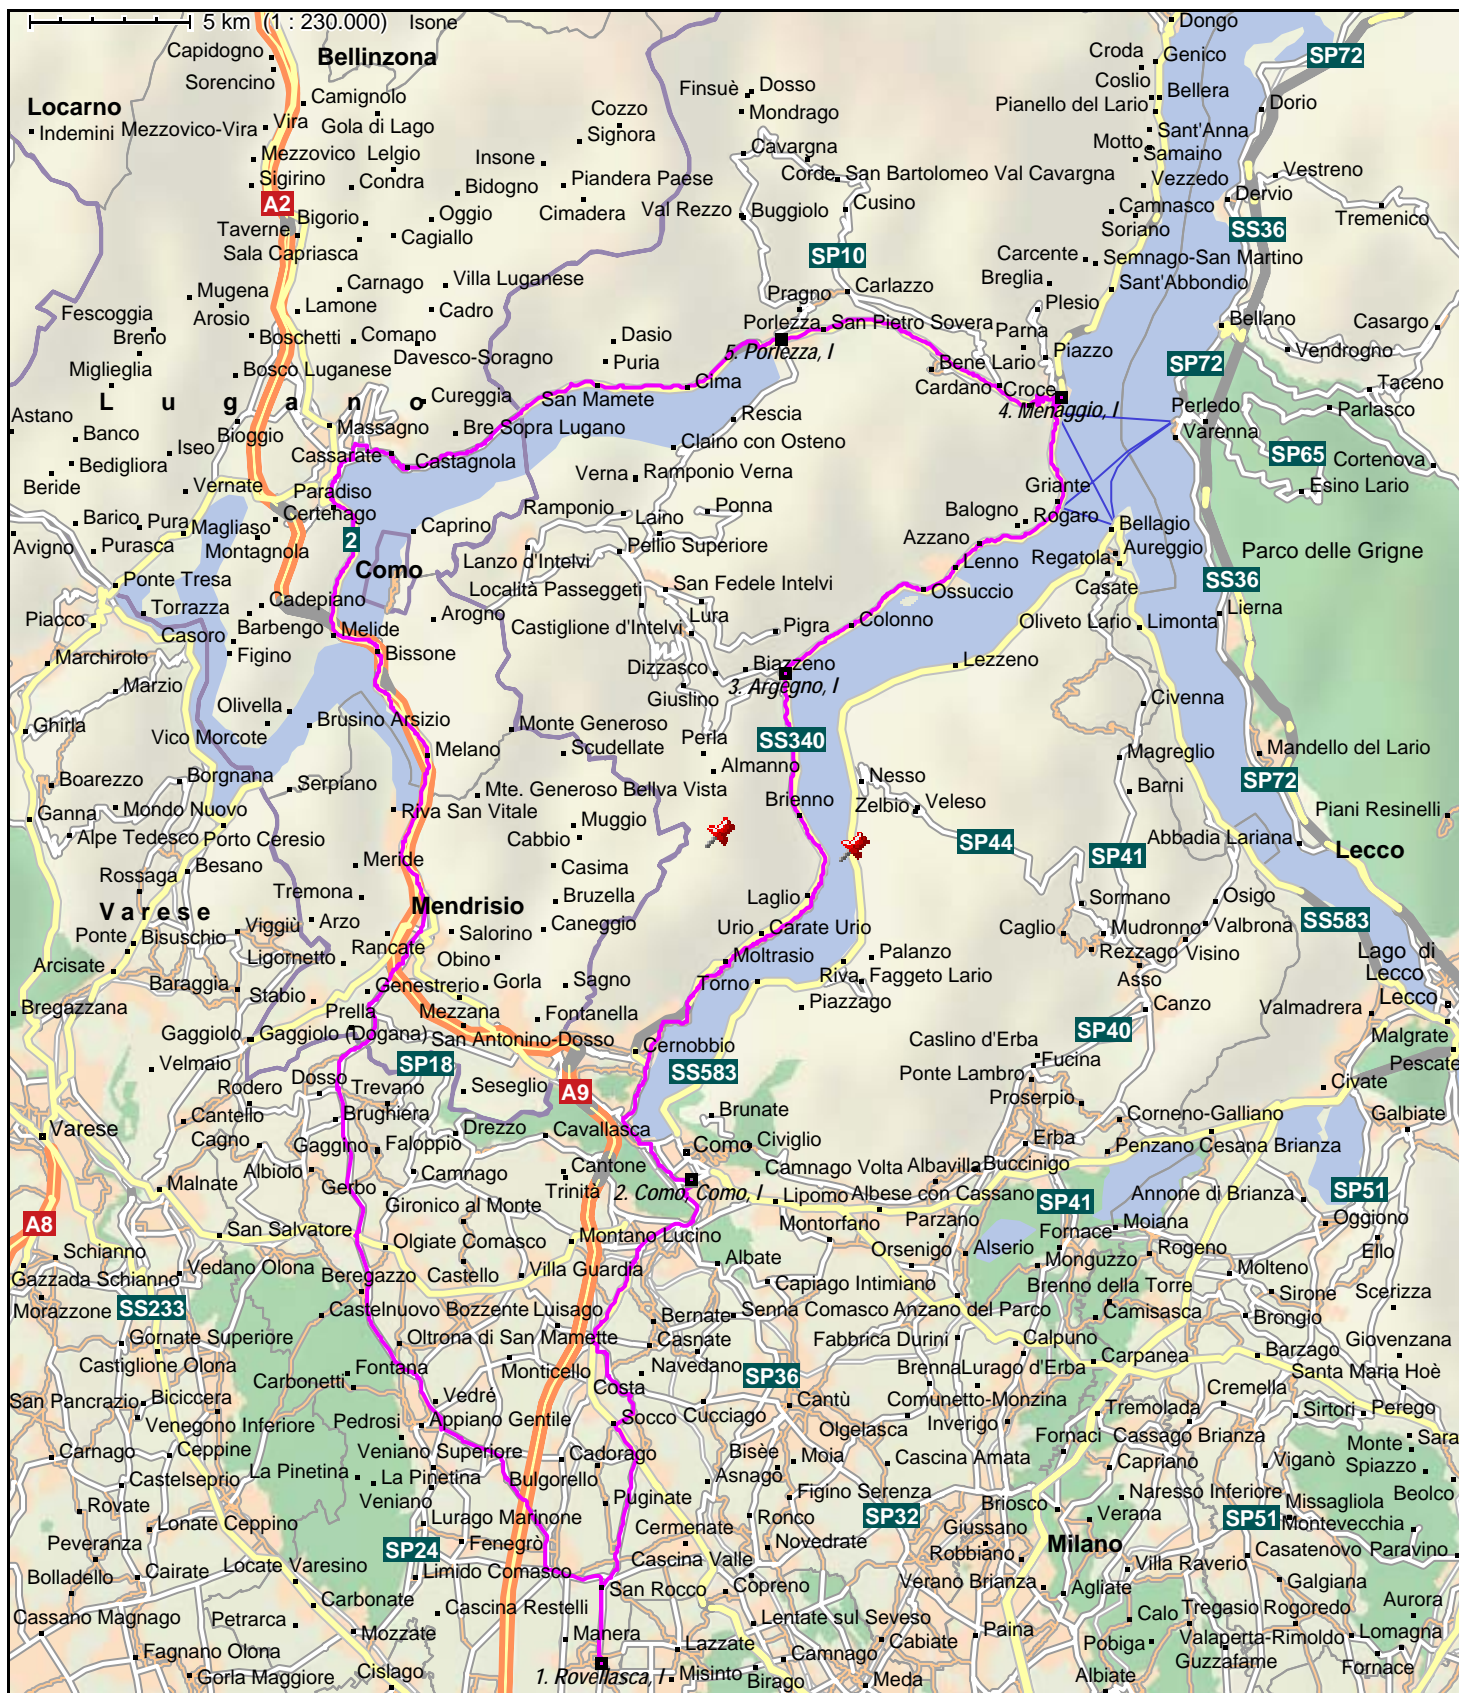 5 km (1 : 230.000)
Isone
Dongo
Capidogno
Bellinzona
Croda
Genico
SP72
Sorencino
Coslio
Finsuè
Dosso
Bellera
Locarno
Camignolo
Cozzo
Pianello del Lario
Dorio
Mondrago
Indemini
Mezzovico-Vira
Vira
Gola di Lago
Signora
Motto
Sant'Anna
Mezzovico
Lelgio
Insone
Cavargna
Samaino
Vestreno
Sigirino
Condra
Bidogno
Piandera Paese
Corde
San Bartolomeo Val Cavargna
Vezzedo
Dervio
A2
Bigorio
Oggio
Cimadera
Val Rezzo
Buggiolo
Cusino
Camnasco
Tremenico
Taverne
Cagiallo
Soriano
SS36
Sala Capriasca
SP10
Carcente
Semnago-San Martino
Carnago
Villa Luganese
Breglia
Sant'Abbondio
Mugena
Carlazzo
Pragno
Plesio
Fescoggia
Arosio
Lamone
Cadro
Bellano
Casargo
Breno
Boschetti
Comano
Dasio
Porlezza
San Pietro Sovera
Parna
Davesco-Soragno
5. Porlezza, I
Piazzo
Vendrogno
Miglieglia
Bosco Luganese
Puria
Bene Lario
SP72
Taceno
Cima
Cardano
Croce
Lugano
Cureggia
San Mamete
4. Menaggio, I
Perledo
Parlasco
Astano
Banco
Bioggio
Massagno
Bre Sopra Lugano
Rescia
Varenna
Iseo
Claino con Osteno
SP65
Bedigliora
Cassarate
Castagnola
Cortenova
Beride
Vernate
Paradiso
Verna
Ramponio Verna
Griante
Esino Lario
Certenago
Ramponio
Ponna
Balogno
Rogaro
Barico
Pura
Magliaso
Caprino
Laino
Bellagio
Avigno
Purasca
Montagnola
2
Pellio Superiore
Azzano
Aureggio
Parco delle Grigne
Como
Lanzo d'Intelvi
Lenno
Regatola
Ponte Tresa
Località Passeggeti
San Fedele Intelvi
Ossuccio
Casate
SS36
Torrazza
Cadepiano
Arogno
Lura
Lierna
Piacco
Casoro
Barbengo
Melide
Castiglione d'Intelvi
Pigra
Colonno
Oliveto Lario
Limonta
Marchirolo
Figino
Bissone
Dizzasco
Biazzeno
Lezzeno
Marzio
3. Argegno, I
Giuslino
Olivella
Civenna
Ghirla
Brusino Arsizio
Monte Generoso
Vico Morcote
Melano
Scudellate
Perla
SS340
Magreglio
Mandello del Lario
Boarezzo
Borgnana
Serpiano
Almanno
Nesso
Barni
SP72
Mte. Generoso Bellva Vista
Brienno
Zelbio
Veleso
Ganna
Mondo Nuovo
Riva San Vitale
Muggio
Piani Resinelli
Alpe Tedesco
Porto Ceresio
Cabbio
SP44
Abbadia Lariana
SP41
Lecco
Meride
Casima
Besano
Rossaga
Tremona
Bruzella
Laglio
Sormano
Osigo
Varese
Mendrisio
SS583
Arzo
Viggiù
Salorino
Caneggio
Urio
Carate Urio
Caglio
Mudronno
Valbrona
Ponte
Bisuschio
Rancate
Ligornetto
Obino
Moltrasio
Palanzo
Rezzago
Visino
Lago di
Lecco
Arcisate
Gorla
Sagno
Torno
Riva
Faggeto Lario
Asso
Baraggia
Stabio
Genestrerio
Piazzago
Canzo
Valmadrera
Lecco
Bregazzana
Prella
Mezzana
Fontanella
Gaggiolo
Gaggiolo (Dogana)
San Antonino-Dosso
Cernobbio
Caslino d'Erba
SP40
Malgrate
Velmaio
SP18
SS583
Fucina
Pescate
Rodero
Dosso
Trevano
Seseglio
A9
Ponte Lambro
Civate
Cantello
Brughiera
Brunate
Proserpio
Corneno-Galliano
Galbiate
Varese
Cagno
Gaggino
Faloppio
Drezzo
Cavallasca
Como
Civiglio
Erba
Penzano
Cesana Brianza
Albiolo
Camnago
Cantone
Camnago Volta
Albavilla
Buccinigo
Malnate
Gerbo
Trinità
2. Como, Como, I
Lipomo
Albese con Cassano
SP41
Annone di Brianza
SP51
A8
Gironico al Monte
Montorfano
Parzano
Fornace
Moiana
Oggiono
San Salvatore
Olgiate Comasco
Montano Lucino
Albate
Orsenigo
Alserio
Monguzzo
Rogeno
Ello
Schianno
Gazzada Schianno
Vedano Olona
Beregazzo
Castello
Villa Guardia
Capiago Intimiano
Brenno della Torre
Molteno
Morazzone
SS233
Castelnuovo Bozzente
Luisago
Bernate
Senna Comasco
Anzano del Parco
Camisasca
Sirone
Scerizza
Gornate Superiore
Oltrona di San Mamette
Casnate
Fabbrica Durini
Calpuno
Brongio
Giovenzana
Castiglione Olona
Fontana
Monticello
Navedano
Brenna
Lurago d'Erba
Carpanea
Barzago
Santa Maria Hoè
Carbonetti
SP36
San Pancrazio
Biciccera
Vedré
Costa
Cantù
Comunetto-Monzina
Cremella
Venegono Inferiore
Pedrosi
Appiano Gentile
Socco
Cucciago
Olgelasca
Inverigo
Tremolada
Sirtori
Perego
Carnago
Ceppine
Veniano Superiore
Cadorago
Bisèe
Moia
Cascina Amata
Fornaci
Cassago Brianza
Monte
Sara
Castelseprio
La Pinetina
La Pinetina
Bulgorello
Asnago
Capriano
Viganò
Spiazzo
Rovate
Veniano
Puginate
Figino Serenza
Briosco
Naresso Inferiore
Missagliola
Beolco
Lonate Ceppino
Lurago Marinone
Ronco
SP32
Verana
SP51
Montevecchia
Peveranza
SP24
Fenegrò
Cermenate
Novedrate
Giussano
Milano
Locate Varesino
Cascina Valle
Robbiano
Villa Raverio
Casatenovo
Paravino
Bolladello
Cairate
Limido Comasco
San Rocco
Copreno
Verano Brianza
Agliate
Galgiana
Carbonate
Cascina Restelli
Aurora
Cassano Magnago
Petrarca
Mozzate
Manera
Lentate sul Seveso
Paina
Calo
Tregasio
Rogoredo
Lomagna
Fagnano Olona
Lazzate
Camnago
Cabiate
Pobiga
Valaperta-Rimoldo
Gorla Maggiore
Cislago
1. Rovellasca, I
Misinto
Birago
Meda
Albiate
Guzzafame
Fornace